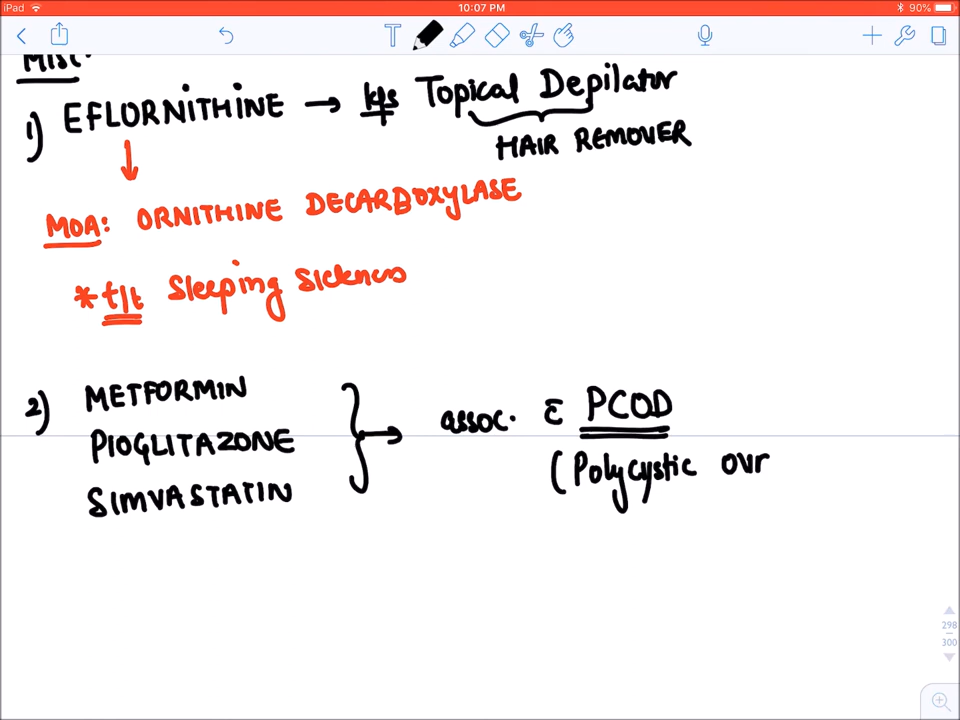 iPad 10:07 PM 90%
Misc.
1) EFLORNITHINE → k/as Topical Depilator
HAIR REMOVER
MOA: ORNITHINE DECARBOXYLASE
* t/t Sleeping Sickness
2) METFORMIN
PIOGLITAZONE
SIMVASTATIN
assoc. c̄ PCOD
(Polycystic ovr
298
300